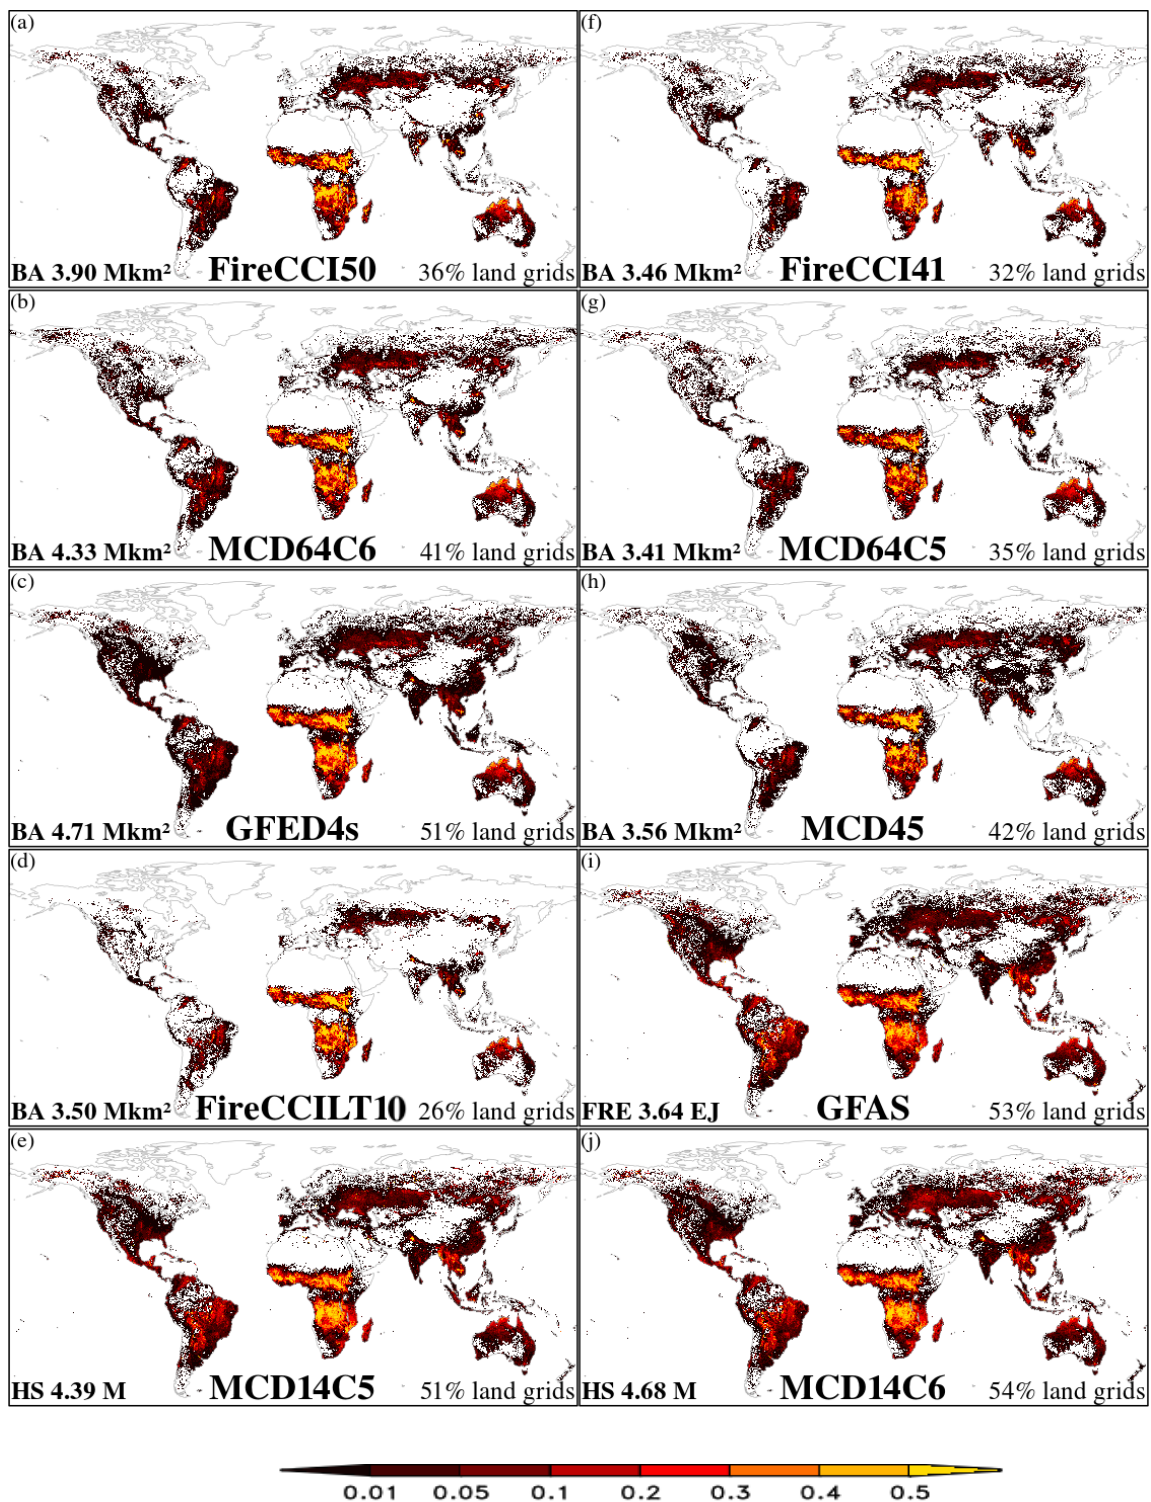 (a)
BA 3.90 Mkm² FireCCI50 36% land grids
(f)
BA 3.46 Mkm² FireCCI41 32% land grids
(b)
BA 4.33 Mkm² MCD64C6 41% land grids
(g)
BA 3.41 Mkm² MCD64C5 35% land grids
(c)
BA 4.71 Mkm² GFED4s 51% land grids
(h)
BA 3.56 Mkm² MCD45 42% land grids
(d)
BA 3.50 Mkm² FireCCILT10 26% land grids
(i)
FRE 3.64 EJ GFAS 53% land grids
(e)
HS 4.39 M MCD14C5 51% land grids
(j)
HS 4.68 M MCD14C6 54% land grids
0.01 0.05 0.1 0.2 0.3 0.4 0.5